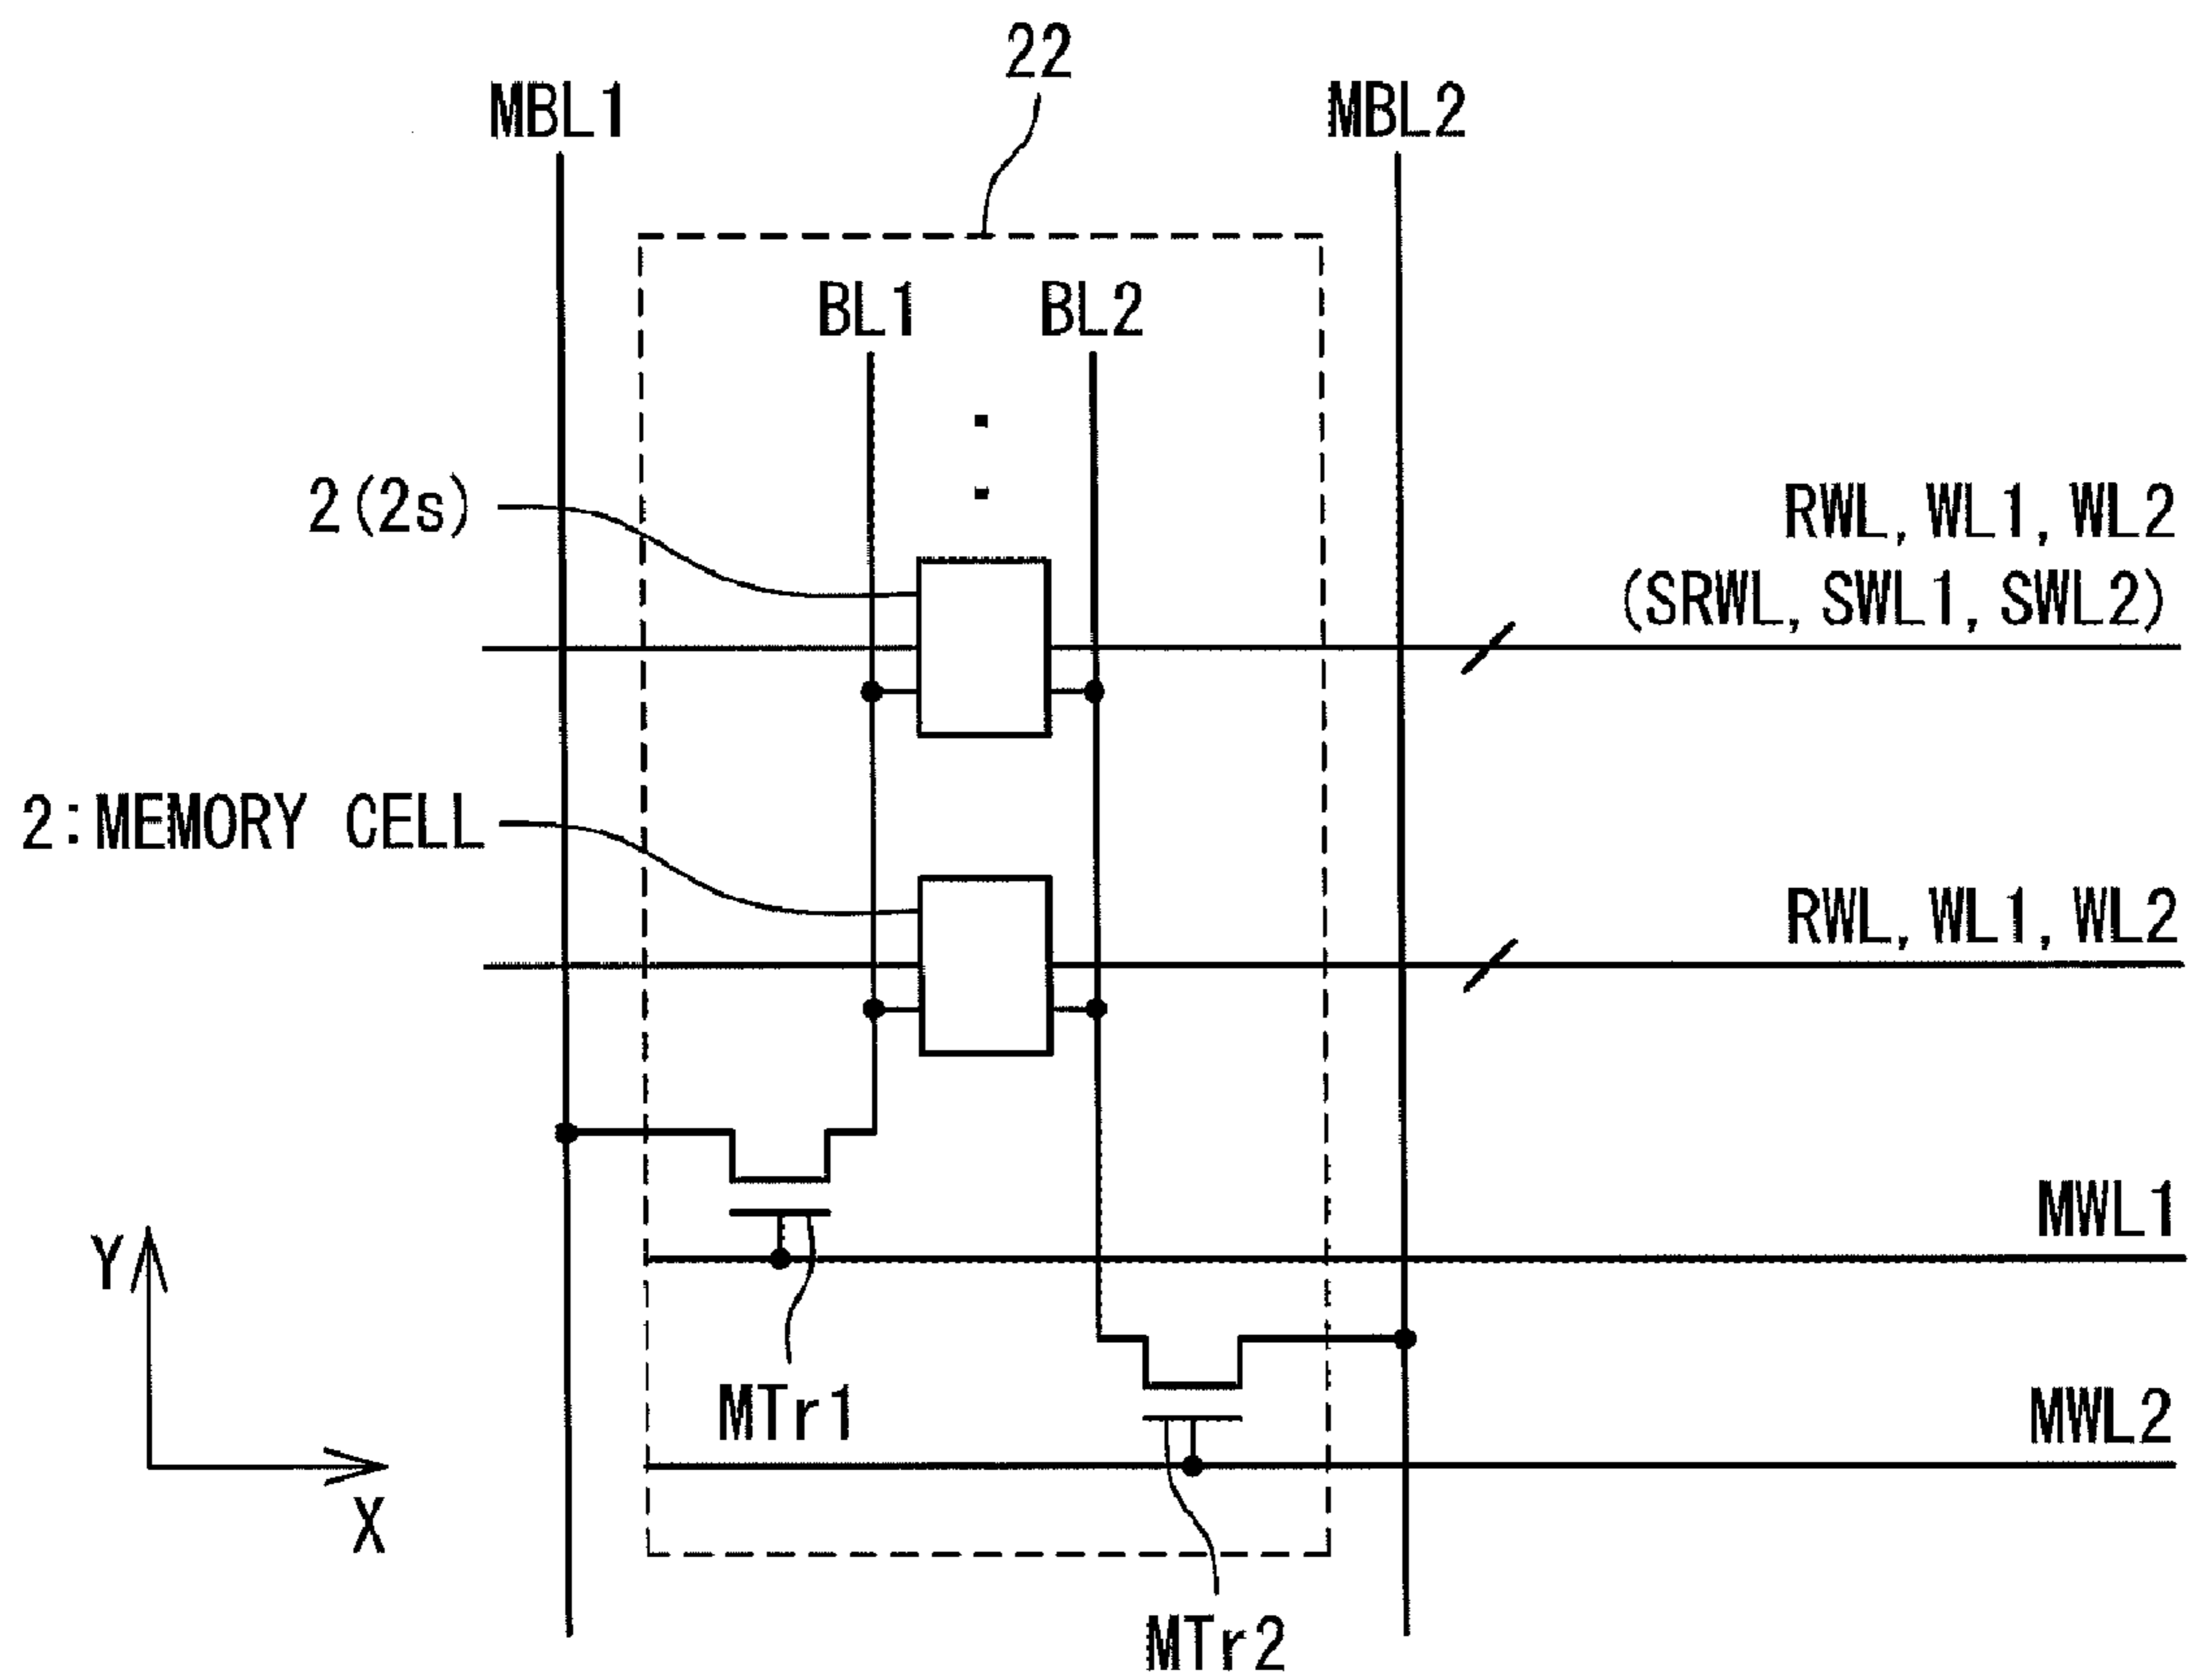 22
MBL1
MBL2
BL1
BL2
2(2s)
RWL, WL1, WL2
(SRWL, SWL1, SWL2)
2:MEMORY CELL
RWL, WL1, WL2
MWL1
Y
MTr1
MWL2
X
MTr2